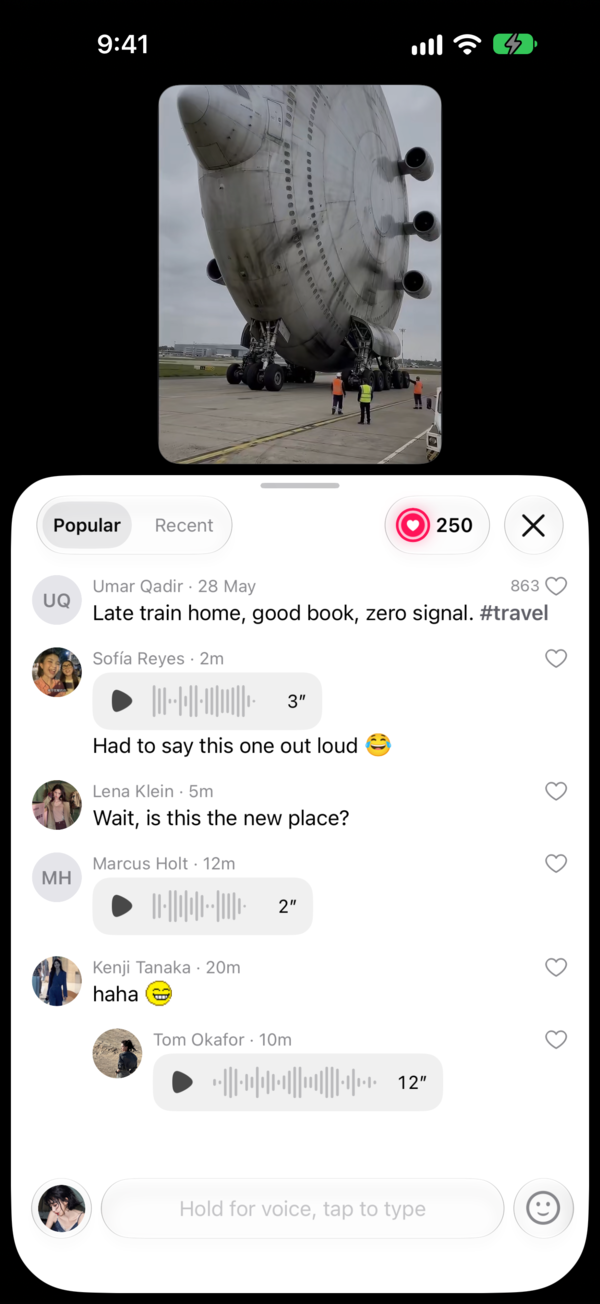 9:41
Popular
Recent
250
UQ
Umar Qadir · 28 May
863
Late train home, good book, zero signal. #travel
Sofía Reyes · 2m
3″
Had to say this one out loud 😂
Lena Klein · 5m
Wait, is this the new place?
MH
Marcus Holt · 12m
2″
Kenji Tanaka · 20m
haha 😁
Tom Okafor · 10m
12″
Hold for voice, tap to type